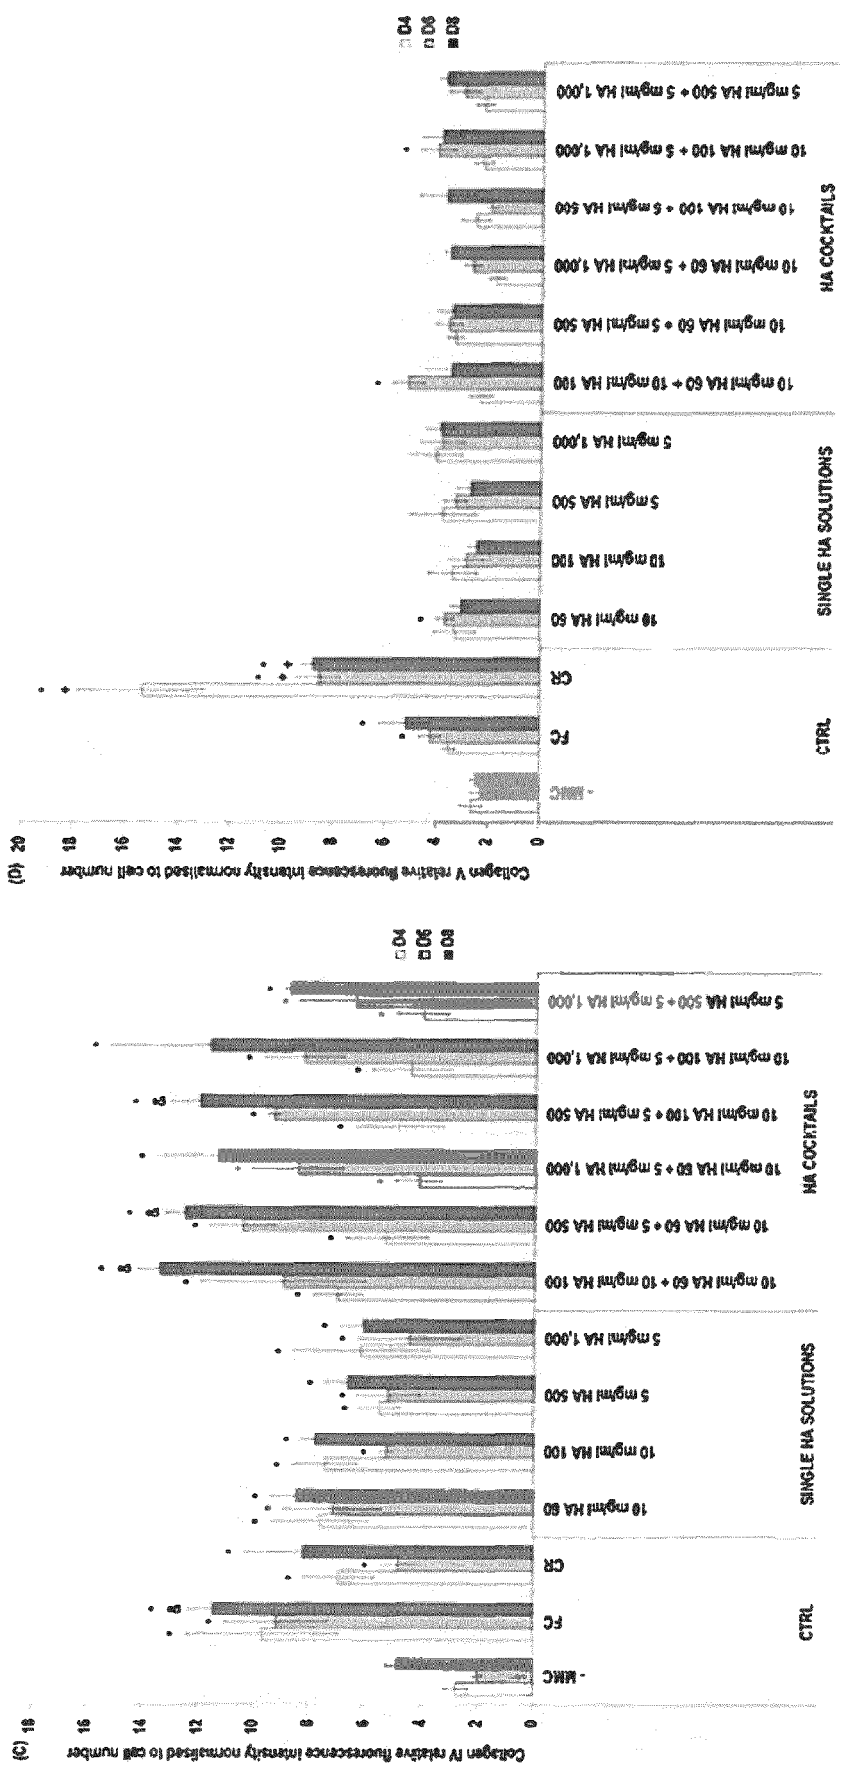 (C)
Collagen IV relative fluorescence intensity normalised to cell number
18
16
14
12
10
8
6
4
2
0
- MMC
FC
CR
10 mg/ml HA 60
10 mg/ml HA 100
5 mg/ml HA 500
5 mg/ml HA 1,000
10 mg/ml HA 60 + 10 mg/ml HA 100
10 mg/ml HA 60 + 5 mg/ml HA 500
10 mg/ml HA 60 + 5 mg/ml HA 1,000
10 mg/ml HA 100 + 5 mg/ml HA 500
10 mg/ml HA 100 + 5 mg/ml HA 1,000
5 mg/ml HA 500 + 5 mg/ml HA 1,000
CTRL
SINGLE HA SOLUTIONS
HA COCKTAILS
D4
D6
D8
(D)
Collagen V relative fluorescence intensity normalised to cell number
20
18
16
14
12
10
8
6
4
2
0
- MMC
FC
CR
10 mg/ml HA 60
10 mg/ml HA 100
5 mg/ml HA 500
5 mg/ml HA 1,000
10 mg/ml HA 60 + 10 mg/ml HA 100
10 mg/ml HA 60 + 5 mg/ml HA 500
10 mg/ml HA 60 + 5 mg/ml HA 1,000
10 mg/ml HA 100 + 5 mg/ml HA 500
10 mg/ml HA 100 + 5 mg/ml HA 1,000
5 mg/ml HA 500 + 5 mg/ml HA 1,000
CTRL
SINGLE HA SOLUTIONS
HA COCKTAILS
D4
D6
D8